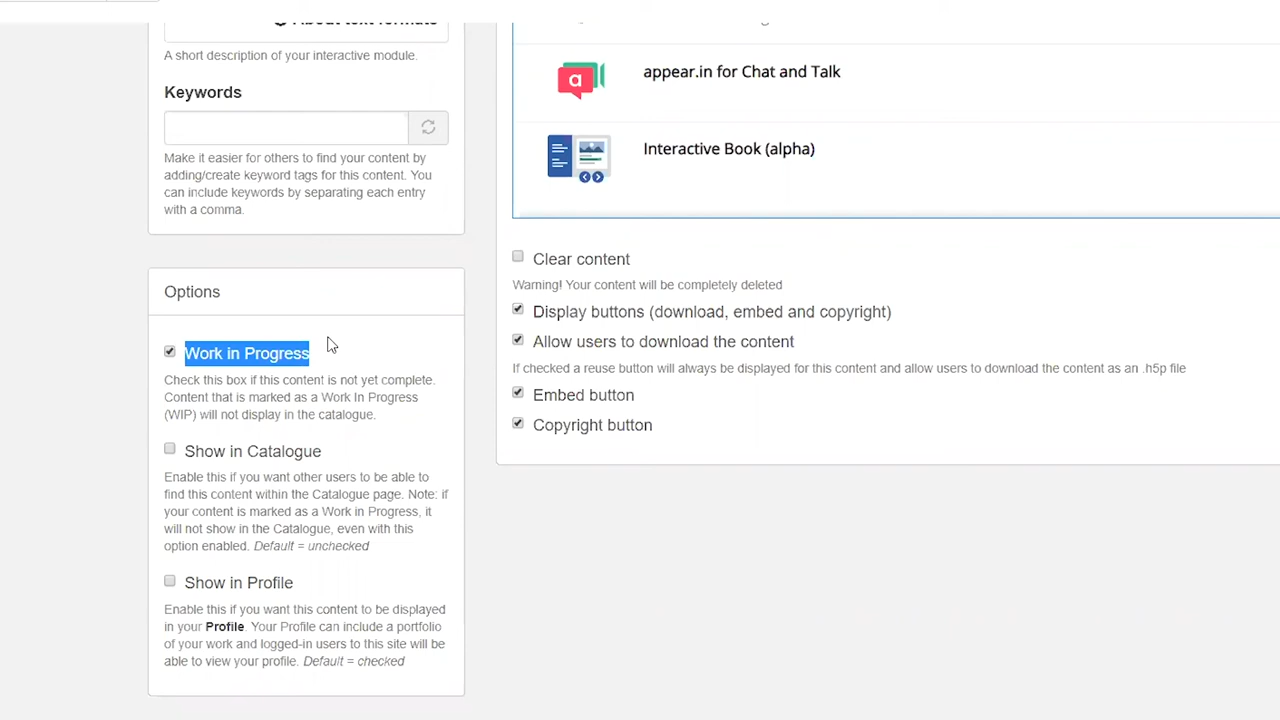 About text formats
A short description of your interactive module.
Keywords
Make it easier for others to find your content by
adding/create keyword tags for this content. You
can include keywords by separating each entry
with a comma.
Options
Work in Progress
Check this box if this content is not yet complete.
Content that is marked as a Work In Progress
(WIP) will not display in the catalogue.
Show in Catalogue
Enable this if you want other users to be able to
find this content within the Catalogue page. Note: if
your content is marked as a Work in Progress, it
will not show in the Catalogue, even with this
option enabled. Default = unchecked
Show in Profile
Enable this if you want this content to be displayed
in your Profile. Your Profile can include a portfolio
of your work and logged-in users to this site will be
able to view your profile. Default = checked
a
appear.in for Chat and Talk
Interactive Book (alpha)
Clear content
Warning! Your content will be completely deleted
Display buttons (download, embed and copyright)
Allow users to download the content
If checked a reuse button will always be displayed for this content and allow users to download the content as an .h5p file
Embed button
Copyright button